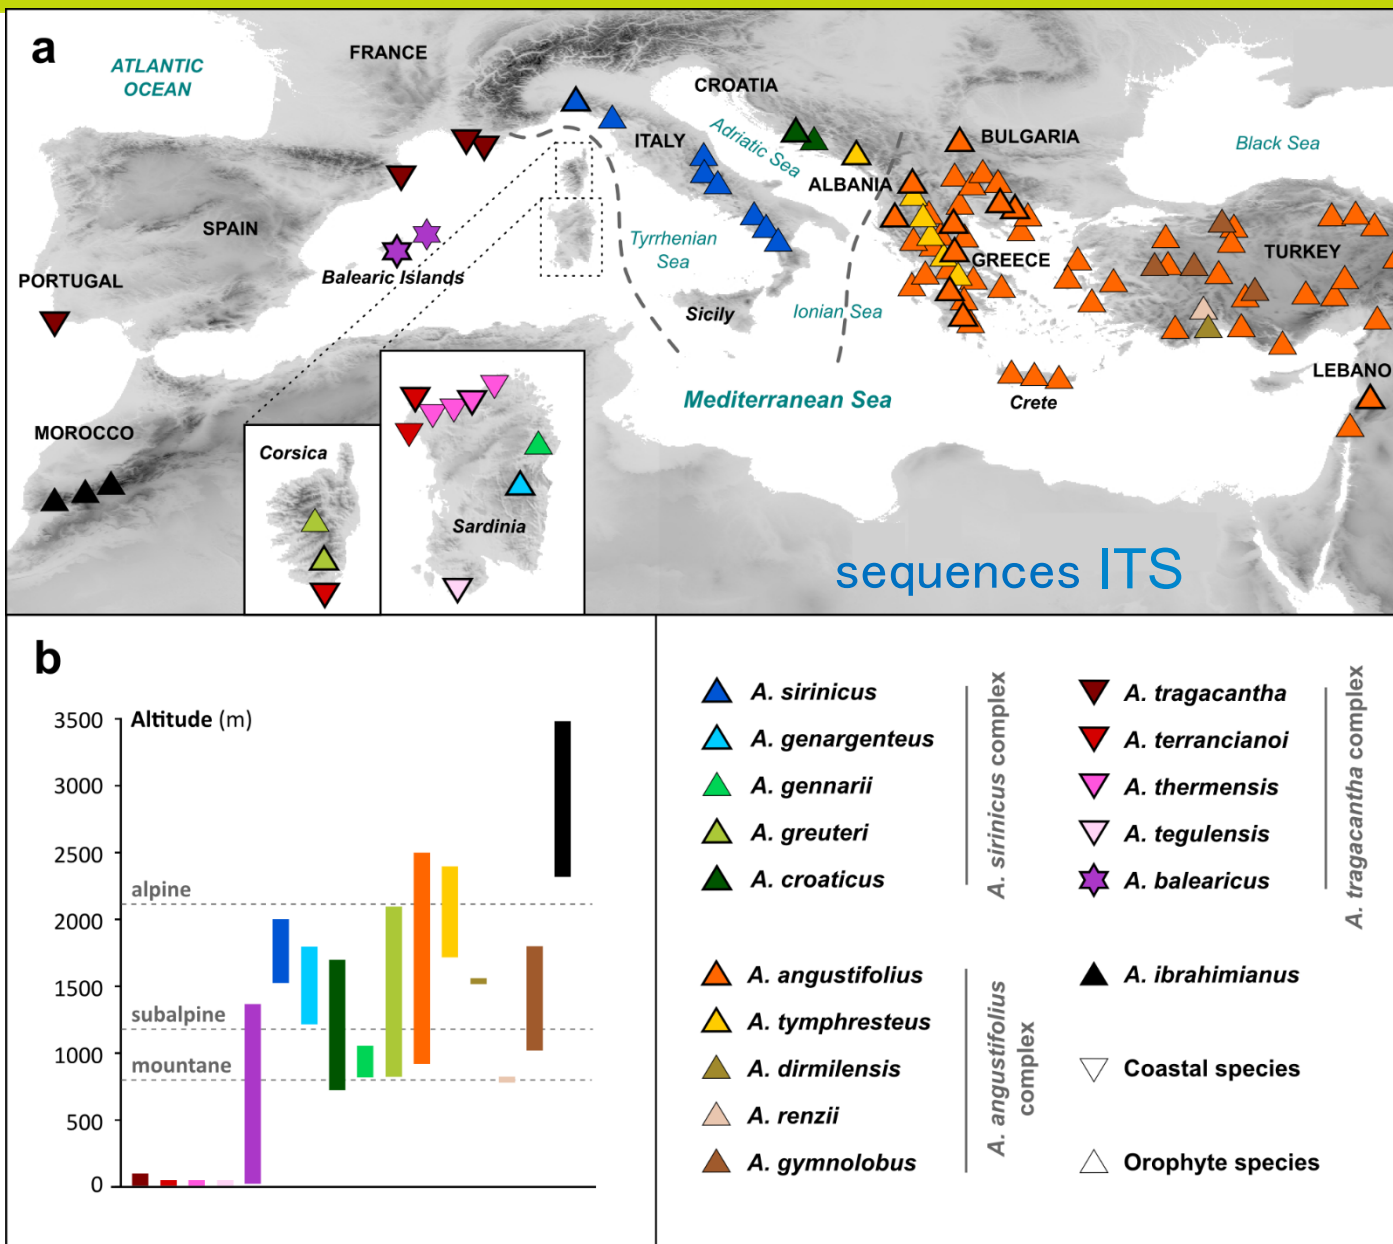 a
FRANCE
ATLANTIC
OCEAN
CROATIA
Adriatic Sea
ITALY
BULGARIA
Black Sea
ALBANIA
SPAIN
Tyrrhenian
Sea
TURKEY
GREECE
Balearic Islands
PORTUGAL
Sicily
Ionian Sea
LEBANO
Mediterranean Sea
Crete
MOROCCO
Corsica
Sardinia
sequences ITS
b
Altitude (m)
3500
3000
2500
alpine
2000
1500
subalpine
1000
mountane
500
0
A. sirinicus
A. genargenteus
A. gennarii
A. greuteri
A. croaticus
A. sirinicus complex
A. tragacantha
A. terrancianoi
A. thermensis
A. tegulensis
A. balearicus
A. tragacantha complex
A. angustifolius
A. tymphresteus
A. dirmilensis
A. renzii
A. gymnolobus
A. angustifolius
complex
A. ibrahimianus
Coastal species
Orophyte species